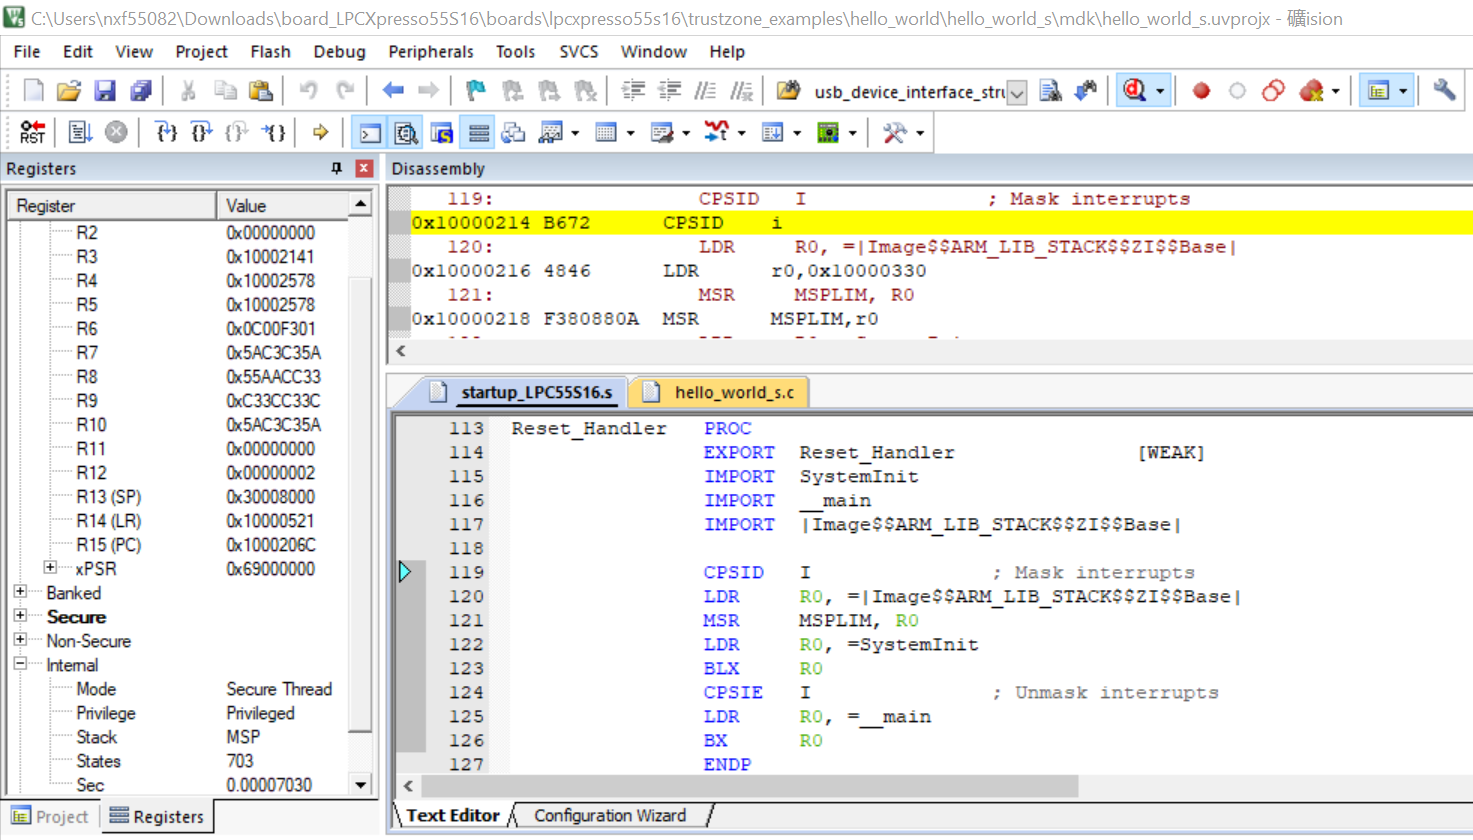 C:\Users\nxf55082\Downloads\board_LPCXpresso55S16\boards\lpcxpresso55s16\trustzone_examples\hello_world\hello_world_s\mdk\hello_world_s.uvprojx - 礦ision
File Edit View Project Flash Debug Peripherals Tools SVCS Window Help
usb_device_interface_stru
RST
Registers
Register Value
R2 0x00000000
R3 0x10002141
R4 0x10002578
R5 0x10002578
R6 0x0C00F301
R7 0x5AC3C35A
R8 0x55AACC33
R9 0xC33CC33C
R10 0x5AC3C35A
R11 0x00000000
R12 0x00000002
R13 (SP) 0x30008000
R14 (LR) 0x10000521
R15 (PC) 0x1000206C
xPSR 0x69000000
Banked
Secure
Non-Secure
Internal
Mode Secure Thread
Privilege Privileged
Stack MSP
States 703
Sec 0.00007030
Project Registers
Disassembly
119: CPSID I ; Mask interrupts
0x10000214 B672 CPSID i
120: LDR R0, =|Image$$ARM_LIB_STACK$$ZI$$Base|
0x10000216 4846 LDR r0,0x10000330
121: MSR MSPLIM, R0
0x10000218 F380880A MSR MSPLIM,r0
startup_LPC55S16.s hello_world_s.c
113 Reset_Handler PROC
114 EXPORT Reset_Handler [WEAK]
115 IMPORT SystemInit
116 IMPORT __main
117 IMPORT |Image$$ARM_LIB_STACK$$ZI$$Base|
118
119 CPSID I ; Mask interrupts
120 LDR R0, =|Image$$ARM_LIB_STACK$$ZI$$Base|
121 MSR MSPLIM, R0
122 LDR R0, =SystemInit
123 BLX R0
124 CPSIE I ; Unmask interrupts
125 LDR R0, =__main
126 BX R0
127 ENDP
Text Editor Configuration Wizard